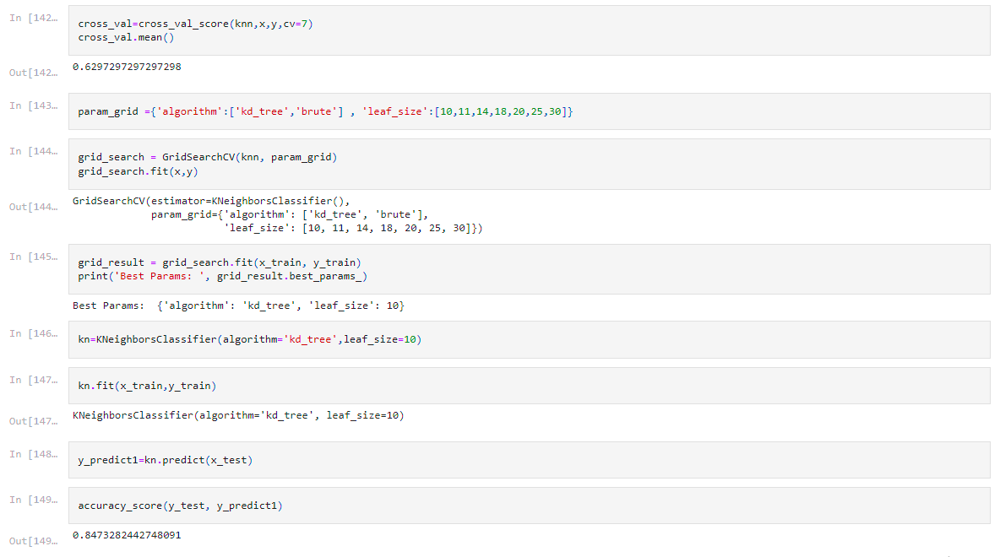 In [142…
cross_val=cross_val_score(knn,x,y,cv=7)
cross_val.mean()
Out[142…
0.6297297297297298
In [143…
param_grid ={'algorithm':['kd_tree','brute'] , 'leaf_size':[10,11,14,18,20,25,30]}
In [144…
grid_search = GridSearchCV(knn, param_grid)
grid_search.fit(x,y)
Out[144…
GridSearchCV(estimator=KNeighborsClassifier(),
             param_grid={'algorithm': ['kd_tree', 'brute'],
                         'leaf_size': [10, 11, 14, 18, 20, 25, 30]})
In [145…
grid_result = grid_search.fit(x_train, y_train)
print('Best Params: ', grid_result.best_params_)
Best Params:  {'algorithm': 'kd_tree', 'leaf_size': 10}
In [146…
kn=KNeighborsClassifier(algorithm='kd_tree',leaf_size=10)
In [147…
kn.fit(x_train,y_train)
Out[147…
KNeighborsClassifier(algorithm='kd_tree', leaf_size=10)
In [148…
y_predict1=kn.predict(x_test)
In [149…
accuracy_score(y_test, y_predict1)
Out[149…
0.8473282442748091